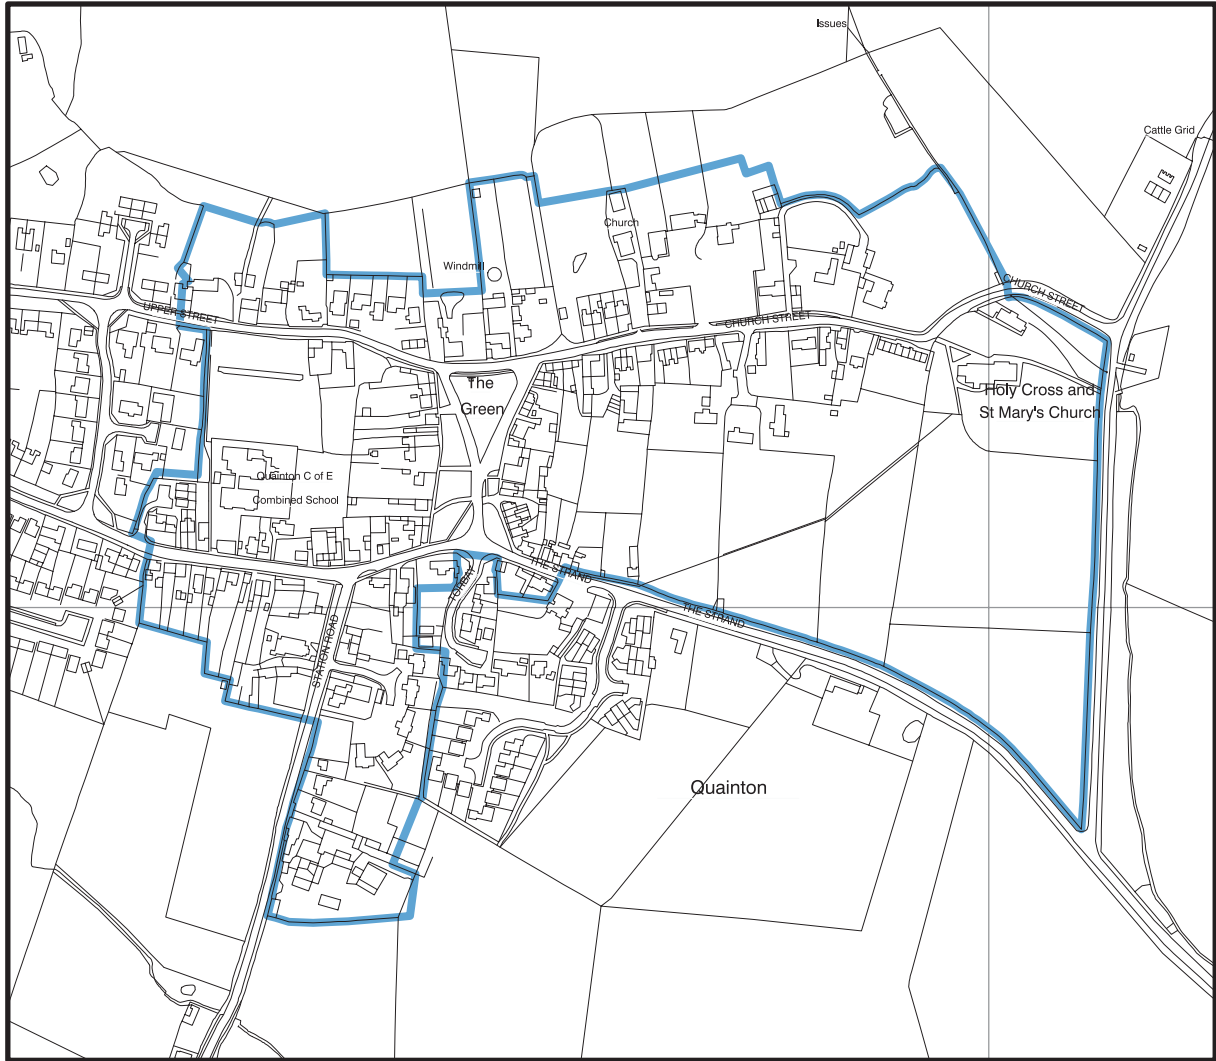 Issues
Cattle Grid
Church
Windmill
CHURCH STREET
UPPER STREET
CHURCH STREET
The
Green
Holy Cross and
St Mary's Church
Quainton C of E
Combined School
THE STRAND
TORBAY
THE STRAND
STATION ROAD
Quainton